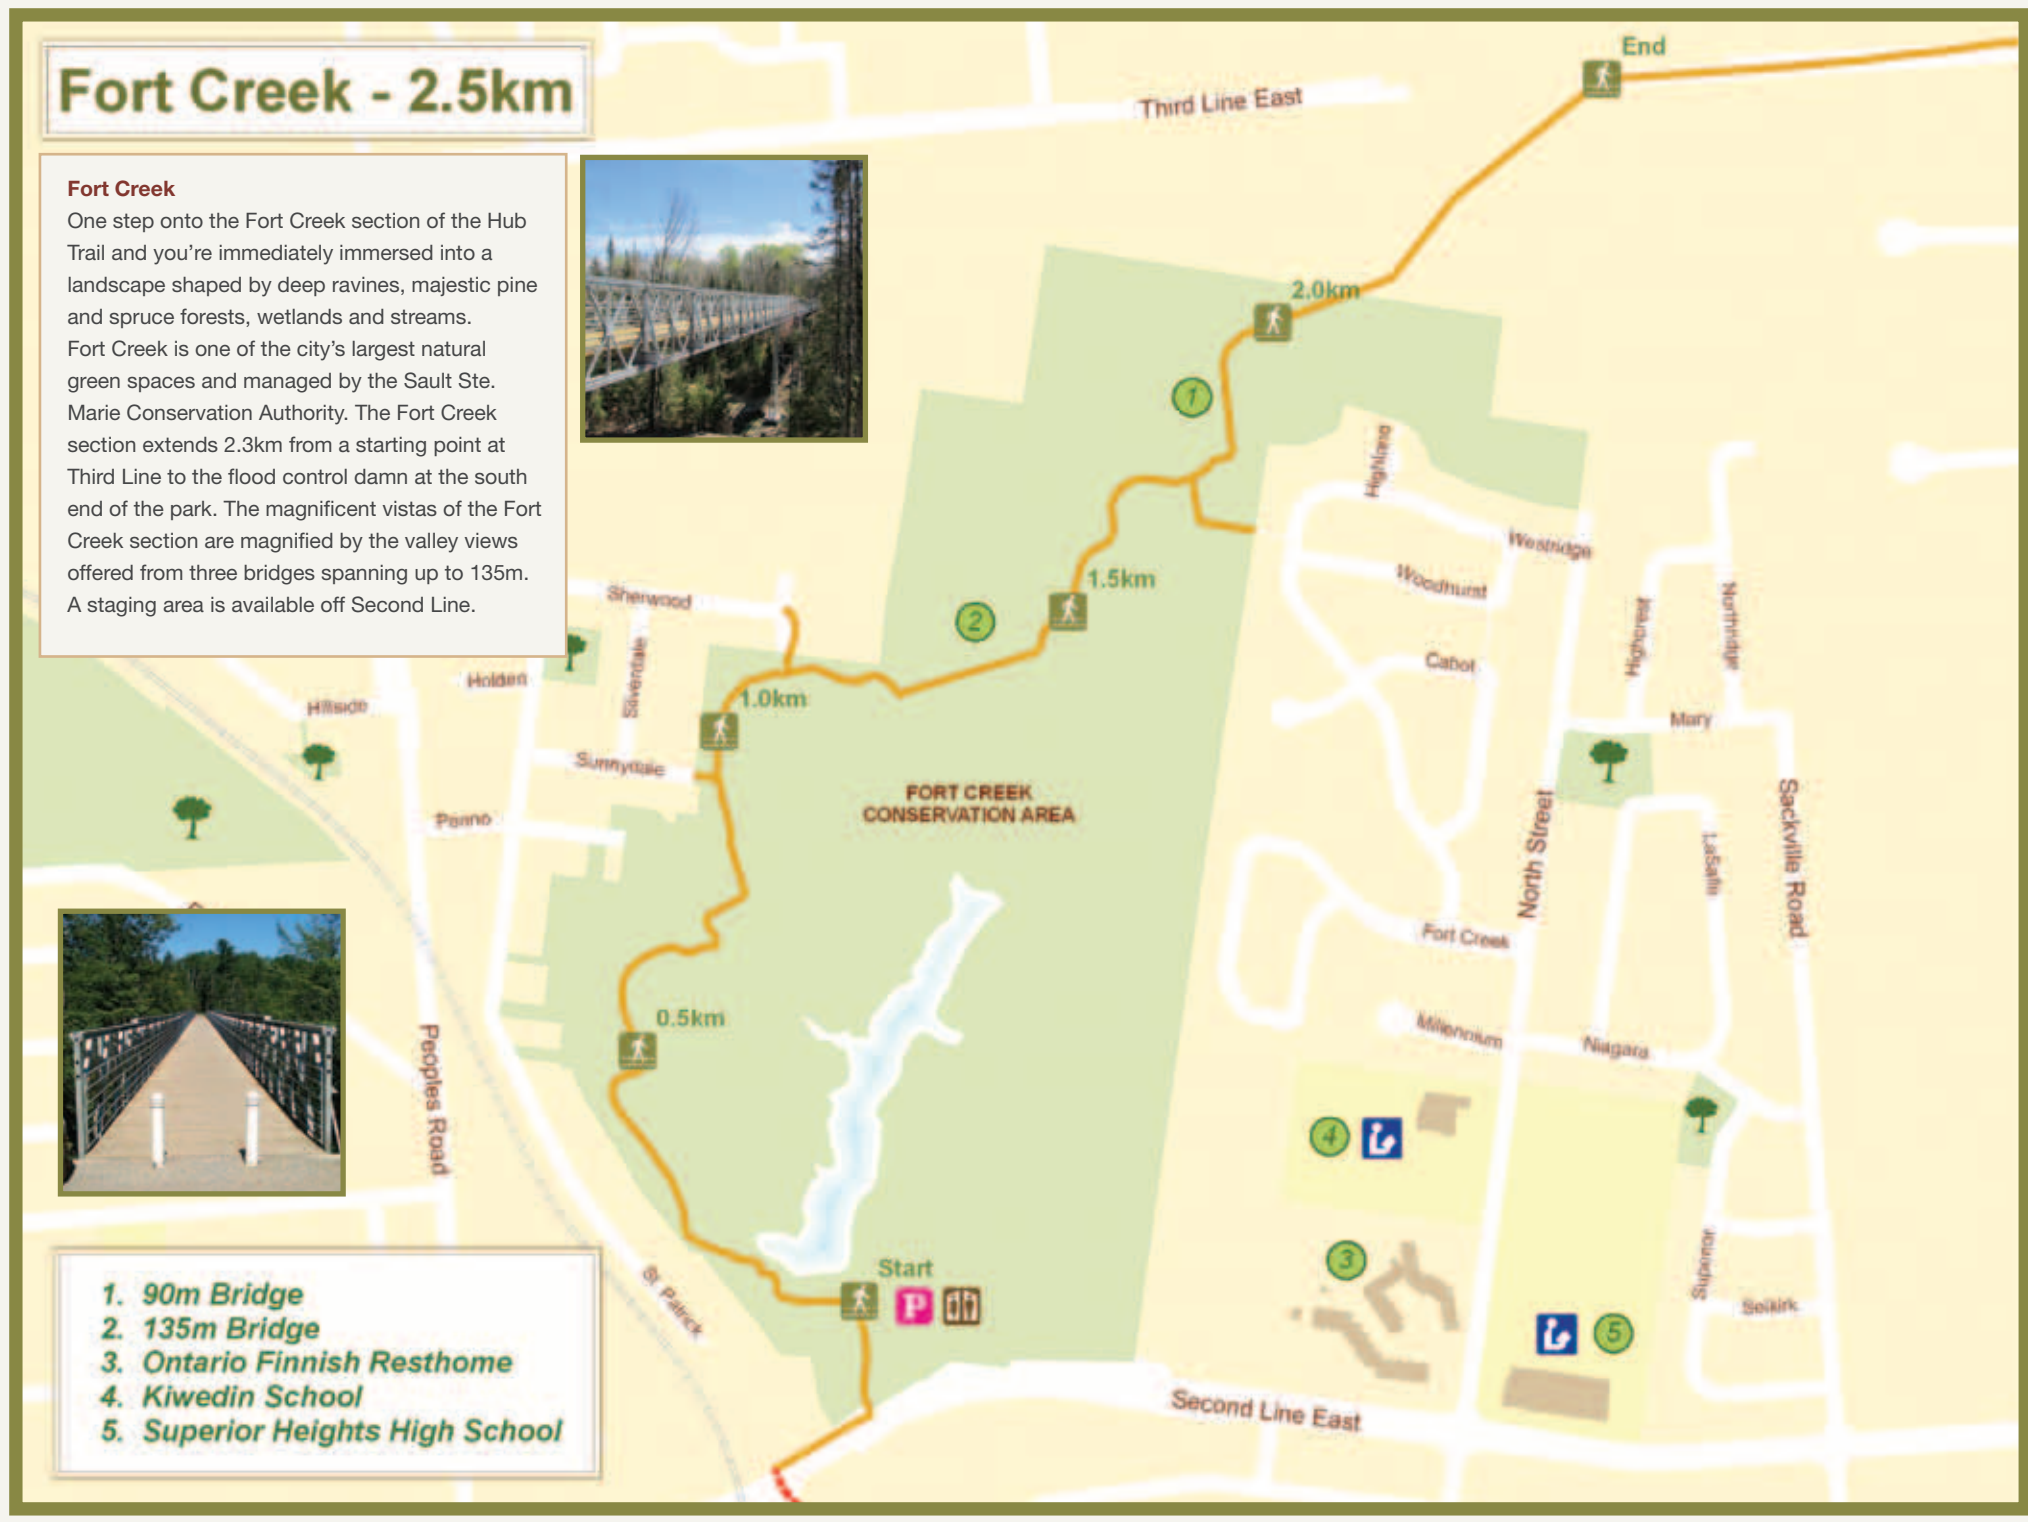 Fort Creek - 2.5km
Fort Creek
One step onto the Fort Creek section of the Hub
Trail and you're immediately immersed into a
landscape shaped by deep ravines, majestic pine
and spruce forests, wetlands and streams.
Fort Creek is one of the city's largest natural
green spaces and managed by the Sault Ste.
Marie Conservation Authority. The Fort Creek
section extends 2.3km from a starting point at
Third Line to the flood control damn at the south
end of the park. The magnificent vistas of the Fort
Creek section are magnified by the valley views
offered from three bridges spanning up to 135m.
A staging area is available off Second Line.
End
Third Line East
2.0km
1
Highland
Westridge
Woodhurst
1.5km
2
Sherwood
Silverdale
Holden
Hillside
1.0km
Cabot
Highcrest
Northridge
Mary
Sunnydale
Panno
FORT CREEK
CONSERVATION AREA
North Street
LaSalle
Sackville Road
Fort Creek
0.5km
Millennium
Niagara
Peoples Road
4
3
Superior
Selkirk
5
St. Patrick
Start
P
Second Line East
1. 90m Bridge
2. 135m Bridge
3. Ontario Finnish Resthome
4. Kiwedin School
5. Superior Heights High School